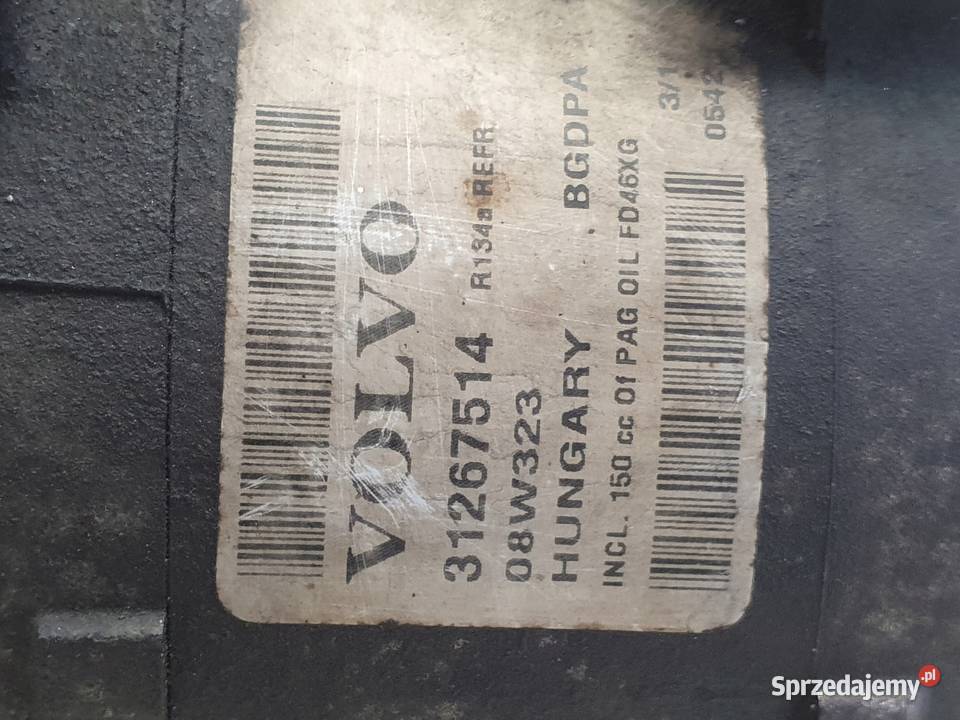 VOLVO
31267514 R134a REFR
08W323
HUNGARY BGDPA
INCL. 150 cc Of PAG OIL FD46XG 3/1
0542
Sprzedajemy.pl